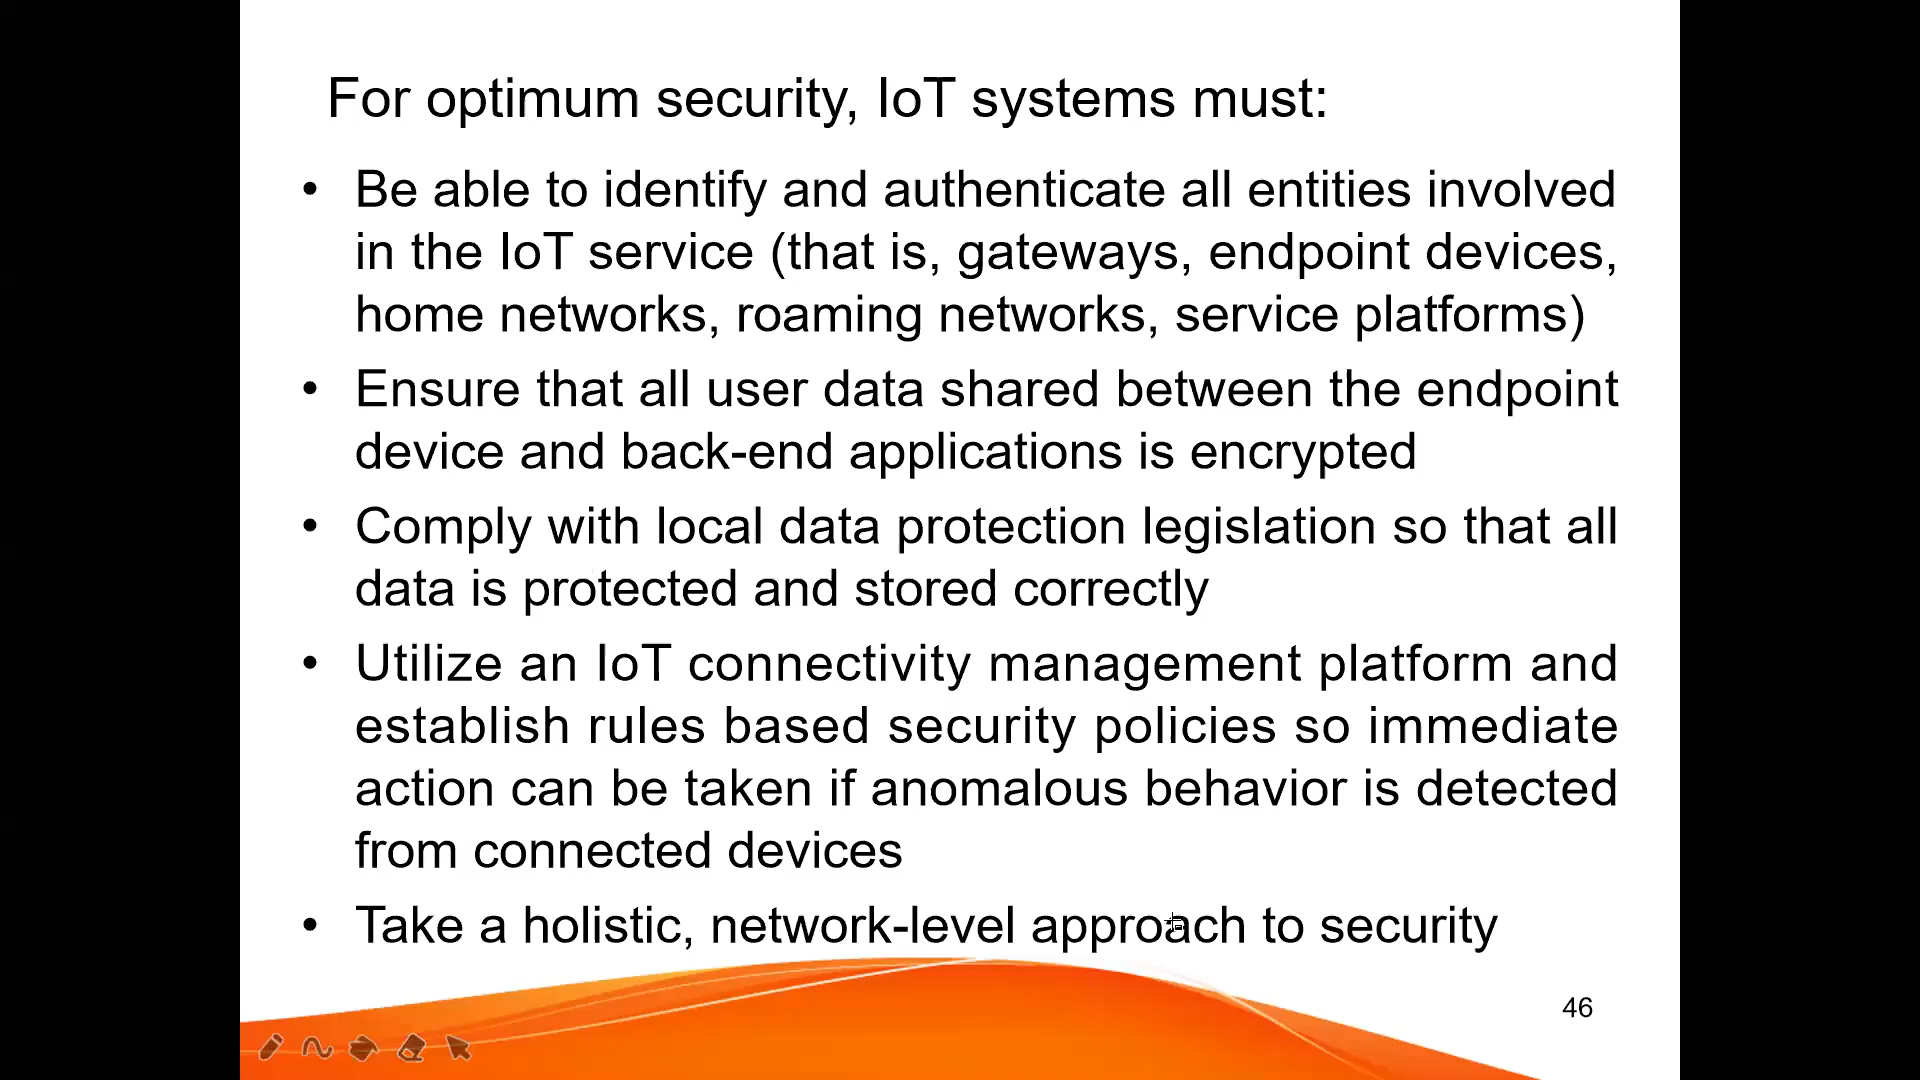 For optimum security, IoT systems must:
• Be able to identify and authenticate all entities involved
in the IoT service (that is, gateways, endpoint devices,
home networks, roaming networks, service platforms)
• Ensure that all user data shared between the endpoint
device and back-end applications is encrypted
• Comply with local data protection legislation so that all
data is protected and stored correctly
• Utilize an IoT connectivity management platform and
establish rules based security policies so immediate
action can be taken if anomalous behavior is detected
from connected devices
• Take a holistic, network-level approach to security
46